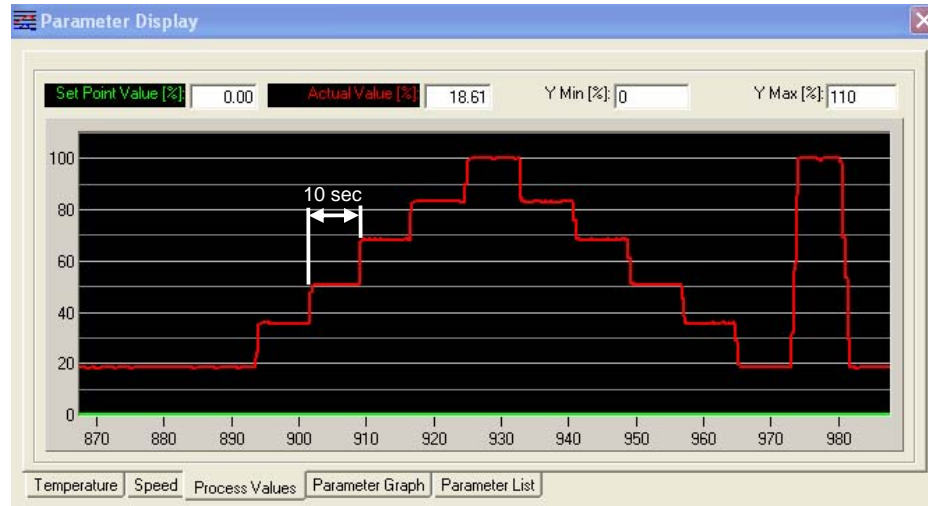 Parameter Display
Set Point Value [%]: 0.00 Actual Value [%]: 18.61 Y Min [%]: 0 Y Max [%]: 110
100
80
60
40
20
0
10 sec
870 880 890 900 910 920 930 940 950 960 970 980
Temperature Speed Process Values Parameter Graph Parameter List